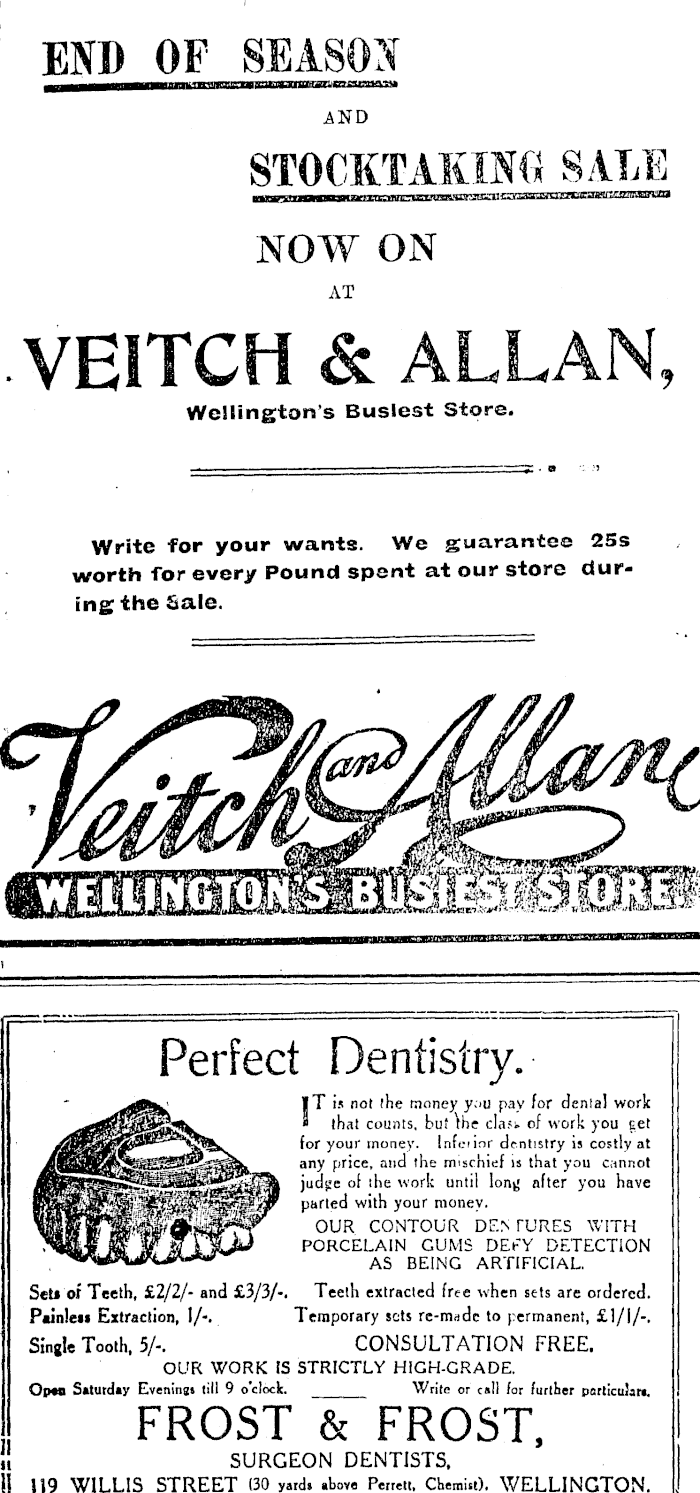 END OF SEASON
AND
STOCKTAKING SALE
NOW ON
AT
VEITCH & ALLAN,
Wellington's Busiest Store.
Write for your wants. We guarantee 25s
worth for every Pound spent at our store dur-
ing the Sale.
Veitch and Allan
WELLINGTON'S BUSIEST STORE.
Perfect Dentistry.
IT is not the money you pay for dental work
that counts, but the class of work you get
for your money. Inferior dentistry is costly at
any price, and the mischief is that you cannot
judge of the work until long after you have
parted with your money.
OUR CONTOUR DENTURES WITH
PORCELAIN GUMS DEFY DETECTION
AS BEING ARTIFICIAL.
Sets of Teeth, £2/2/- and £3/3/-. Teeth extracted free when sets are ordered.
Painless Extraction, 1/-. Temporary sets re-made to permanent, £1/1/-.
Single Tooth, 5/-. CONSULTATION FREE.
OUR WORK IS STRICTLY HIGH-GRADE.
Open Saturday Evenings till 9 o'clock. Write or call for further particulars.
FROST & FROST,
SURGEON DENTISTS,
119 WILLIS STREET (30 yards above Perrett, Chemist), WELLINGTON.